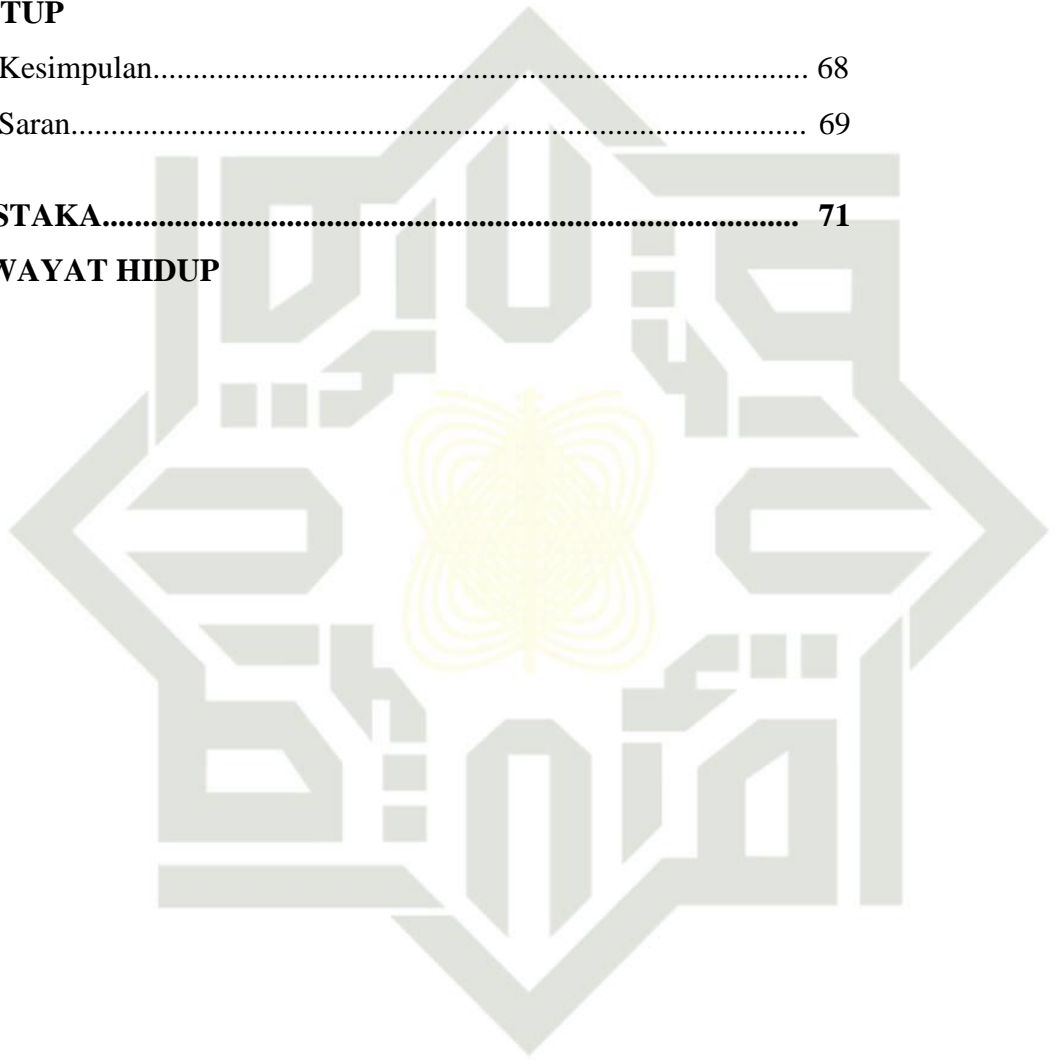 TUP
Kesimpulan.................................................................................. 68
Saran............................................................................................ 69
STAKA....................................................................................... 71
WAYAT HIDUP